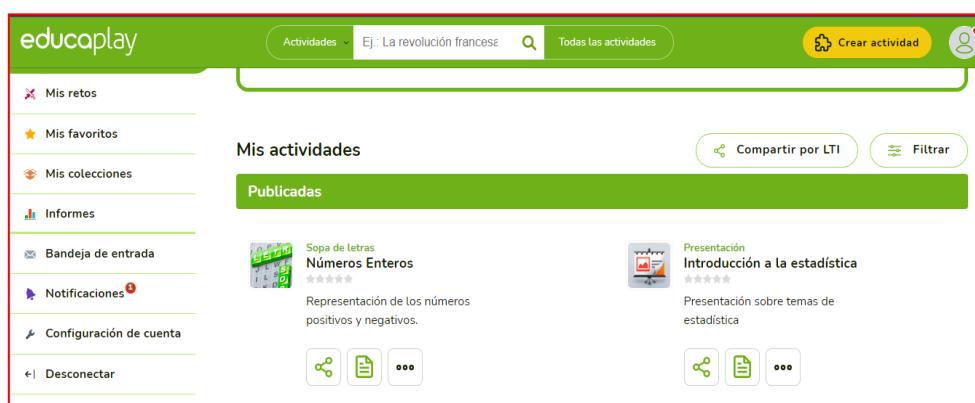 educaplay
Actividades
Ej.: La revolución francesa
Todas las actividades
Crear actividad
Mis retos
Mis favoritos
Mis colecciones
Informes
Bandeja de entrada
Notificaciones 1
Configuración de cuenta
Desconectar
Mis actividades
Compartir por LTI
Filtrar
Publicadas
Sopa de letras
Números Enteros
Representación de los números
positivos y negativos.
Presentación
Introducción a la estadística
Presentación sobre temas de
estadística